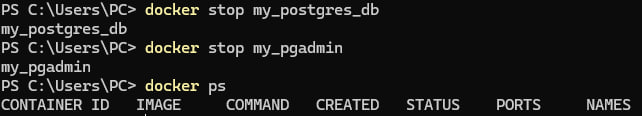 PS C:\Users\PC> docker stop my_postgres_db
my_postgres_db
PS C:\Users\PC> docker stop my_pgadmin
my_pgadmin
PS C:\Users\PC> docker ps
CONTAINER ID   IMAGE     COMMAND   CREATED   STATUS    PORTS     NAMES